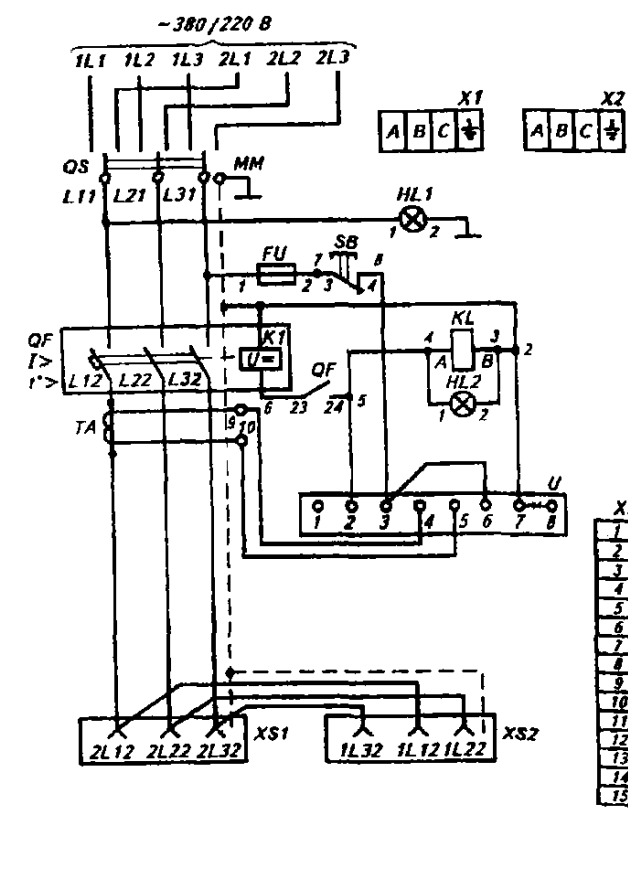 ~380/220 В
1L1 1L2 1L3 2L1 2L2 2L3
X1 X2
A B C A B C
QS MM
L11 L21 L31
HL1
1 2
SB
FU 7 8
1 2 3 4
QF K1 KL
I> U= 4 3
t°> L12 L22 L32 QF A B 2
HL2
6 23 24 5 1 2
TA 9 10
U
1 2 3 4 5 6 7 8
X
1
2
3
4
5
6
7
8
9
10
11
12
13
14
15
2L12 2L22 2L32 XS1 1L32 1L12 1L22 XS2